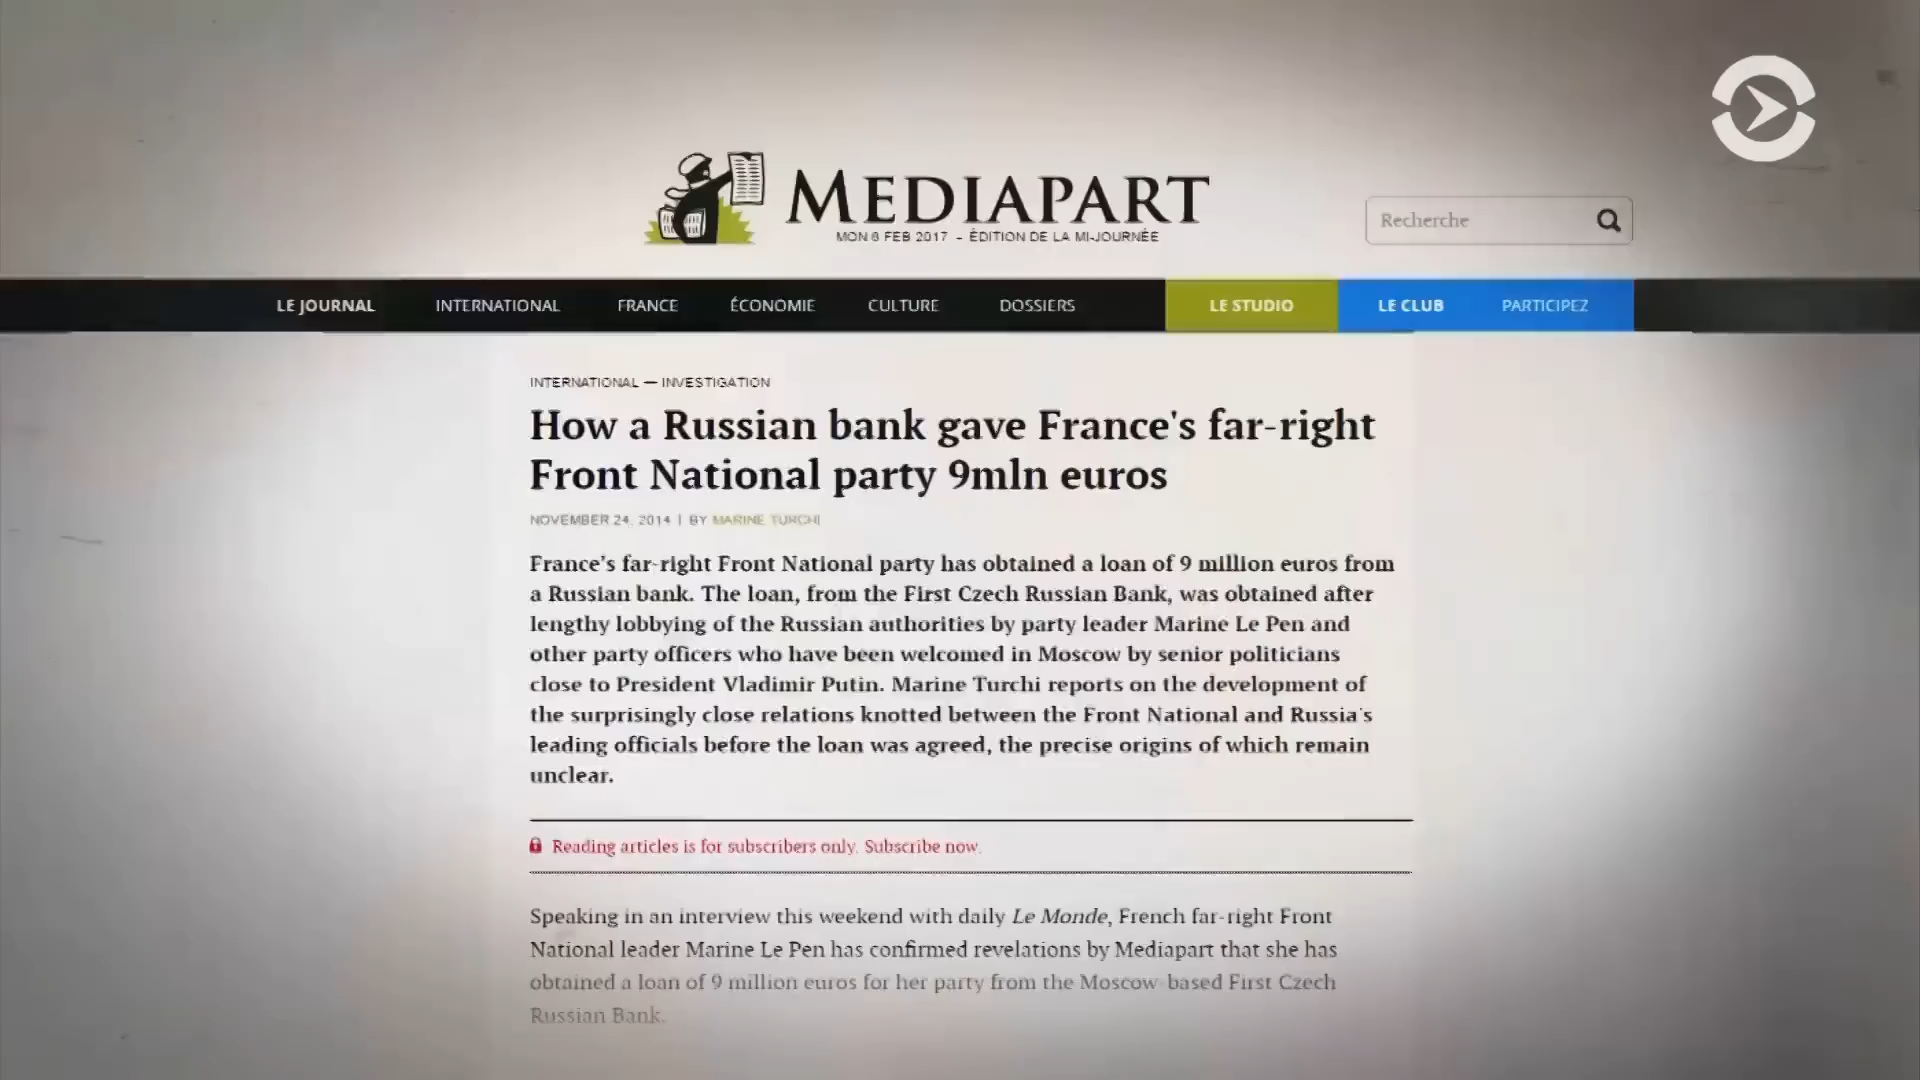 MEDIAPART
MON 6 FEB 2017 - ÉDITION DE LA MI-JOURNÉE
Recherche
LE JOURNAL INTERNATIONAL FRANCE ÉCONOMIE CULTURE DOSSIERS LE STUDIO LE CLUB PARTICIPEZ
INTERNATIONAL — INVESTIGATION
How a Russian bank gave France's far-right
Front National party 9mln euros
NOVEMBER 24, 2014 | BY MARINE TURCHI
France's far-right Front National party has obtained a loan of 9 million euros from
a Russian bank. The loan, from the First Czech Russian Bank, was obtained after
lengthy lobbying of the Russian authorities by party leader Marine Le Pen and
other party officers who have been welcomed in Moscow by senior politicians
close to President Vladimir Putin. Marine Turchi reports on the development of
the surprisingly close relations knotted between the Front National and Russia's
leading officials before the loan was agreed, the precise origins of which remain
unclear.
Reading articles is for subscribers only. Subscribe now.
Speaking in an interview this weekend with daily Le Monde, French far-right Front
National leader Marine Le Pen has confirmed revelations by Mediapart that she has
obtained a loan of 9 million euros for her party from the Moscow-based First Czech
Russian Bank.